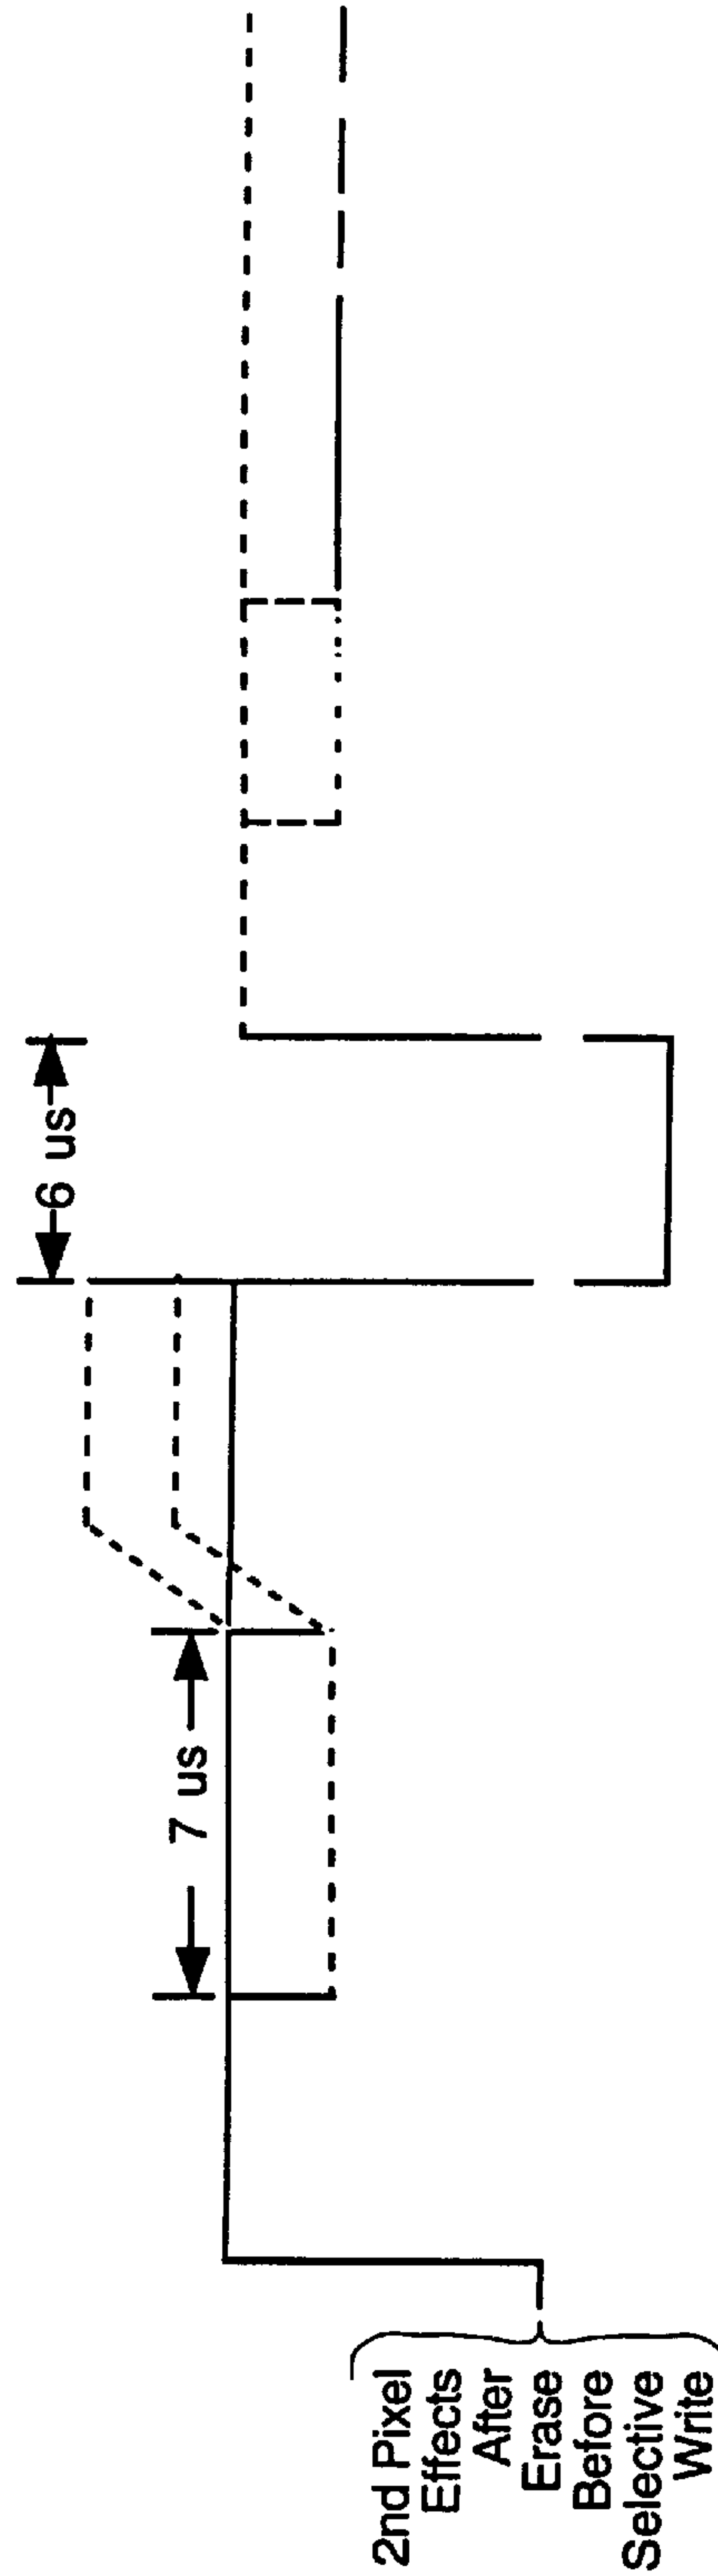 2nd Pixel
Effects
After
Erase
Before
Selective
Write
7 us
6 us